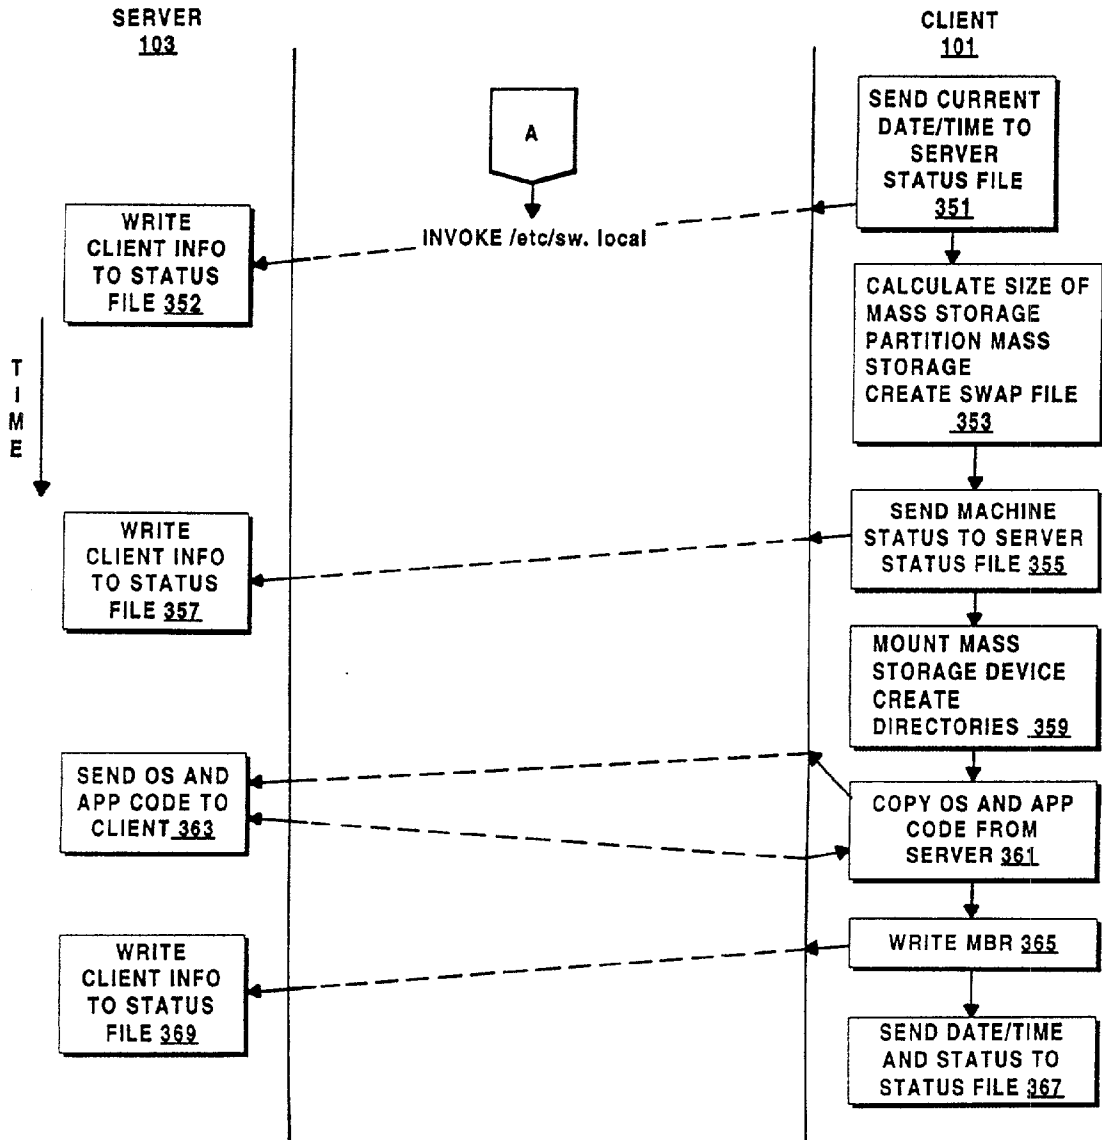 SERVER
103
CLIENT
101
A
INVOKE /etc/sw. local
SEND CURRENT
DATE/TIME TO
SERVER
STATUS FILE
351
WRITE
CLIENT INFO
TO STATUS
FILE 352
CALCULATE SIZE OF
MASS STORAGE
PARTITION MASS
STORAGE
CREATE SWAP FILE
353
T
I
M
E
SEND MACHINE
STATUS TO SERVER
STATUS FILE 355
WRITE
CLIENT INFO
TO STATUS
FILE 357
MOUNT MASS
STORAGE DEVICE
CREATE
DIRECTORIES 359
COPY OS AND APP
CODE FROM
SERVER 361
SEND OS AND
APP CODE TO
CLIENT 363
WRITE MBR 365
WRITE
CLIENT INFO
TO STATUS
FILE 369
SEND DATE/TIME
AND STATUS TO
STATUS FILE 367